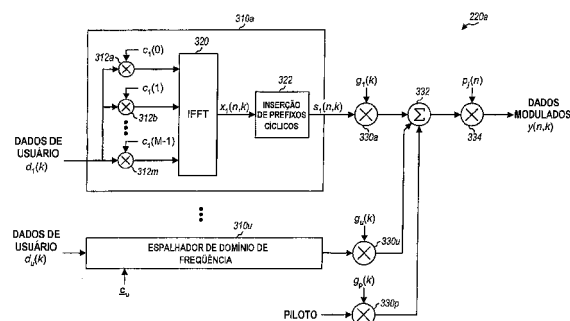 220a
310a
312a
c₁(0)
320
c₁(1)
312b
IFFT
x₁(n,k)
322
INSERÇÃO
DE PREFIXOS
CÍCLICOS
s₁(n,k)
g₁(k)
330a
332
Σ
pⱼ(n)
334
DADOS
MODULADOS
y(n,k)
c₁(M-1)
312m
DADOS DE
USUÁRIO
d₁(k)
310u
DADOS DE
USUÁRIO
dᵤ(k)
ESPALHADOR DE DOMÍNIO DE
FREQÜÊNCIA
cᵤ
gᵤ(k)
330u
gₚ(k)
PILOTO
330p